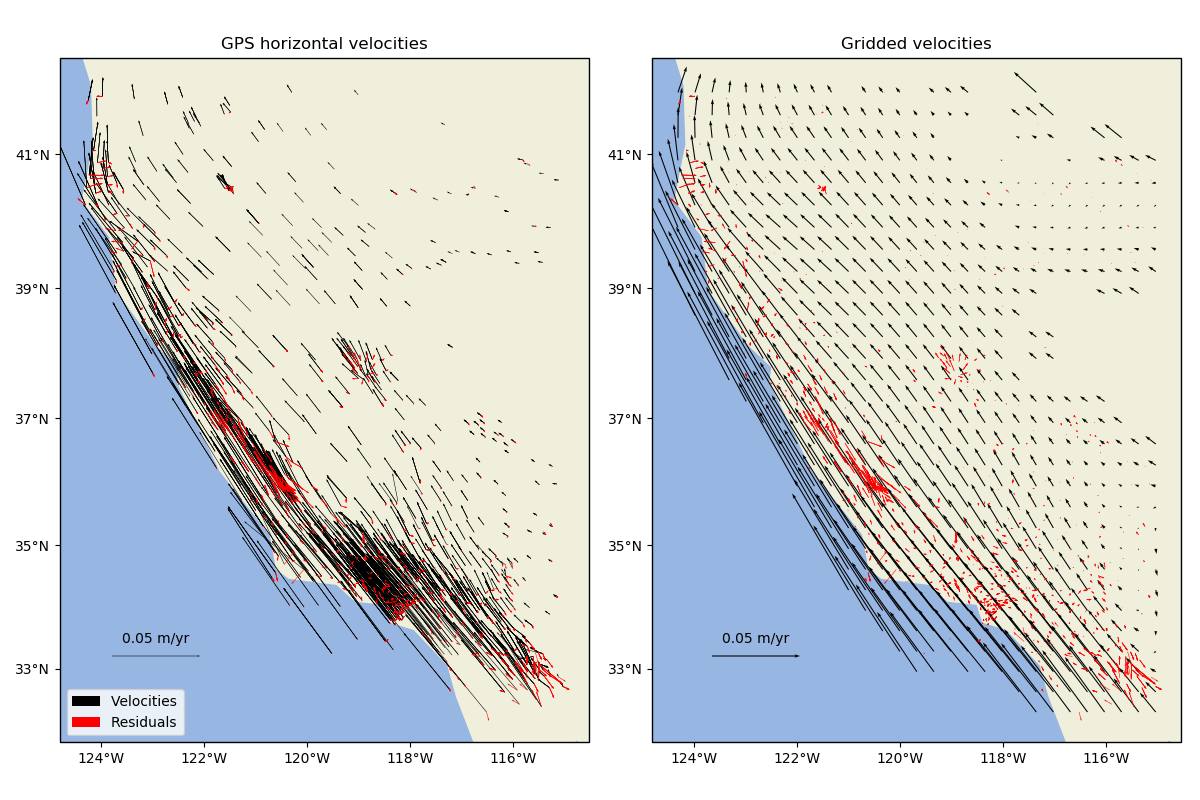 GPS horizontal velocities
41°N
39°N
37°N
35°N
33°N
0.05 m/yr
Velocities
Residuals
124°W 122°W 120°W 118°W 116°W
Gridded velocities
41°N
39°N
37°N
35°N
33°N
0.05 m/yr
124°W 122°W 120°W 118°W 116°W